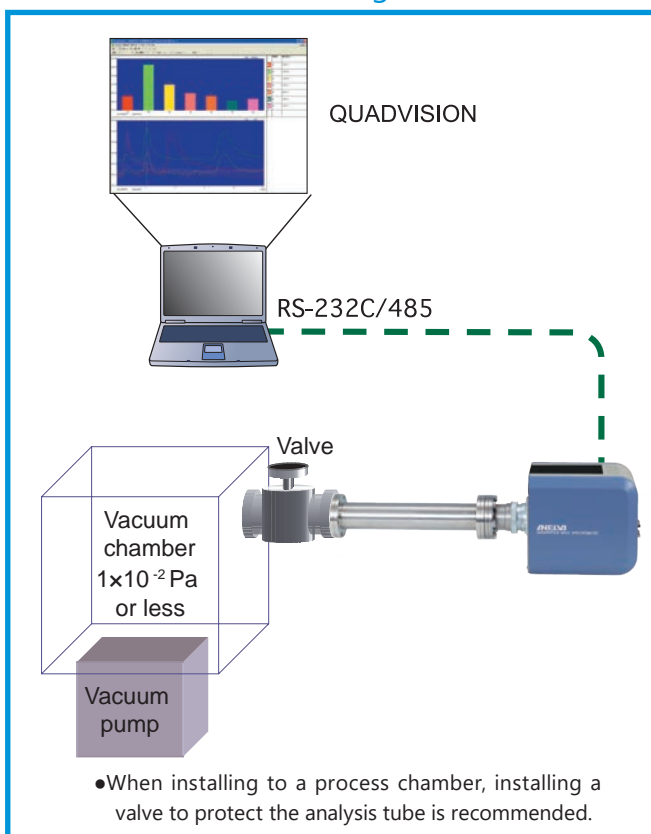 QUADVISION
RS-232C/485
Valve
Vacuum
chamber
1×10⁻² Pa
or less
ANELVA
Vacuum
pump
●When installing to a process chamber, installing a
valve to protect the analysis tube is recommended.